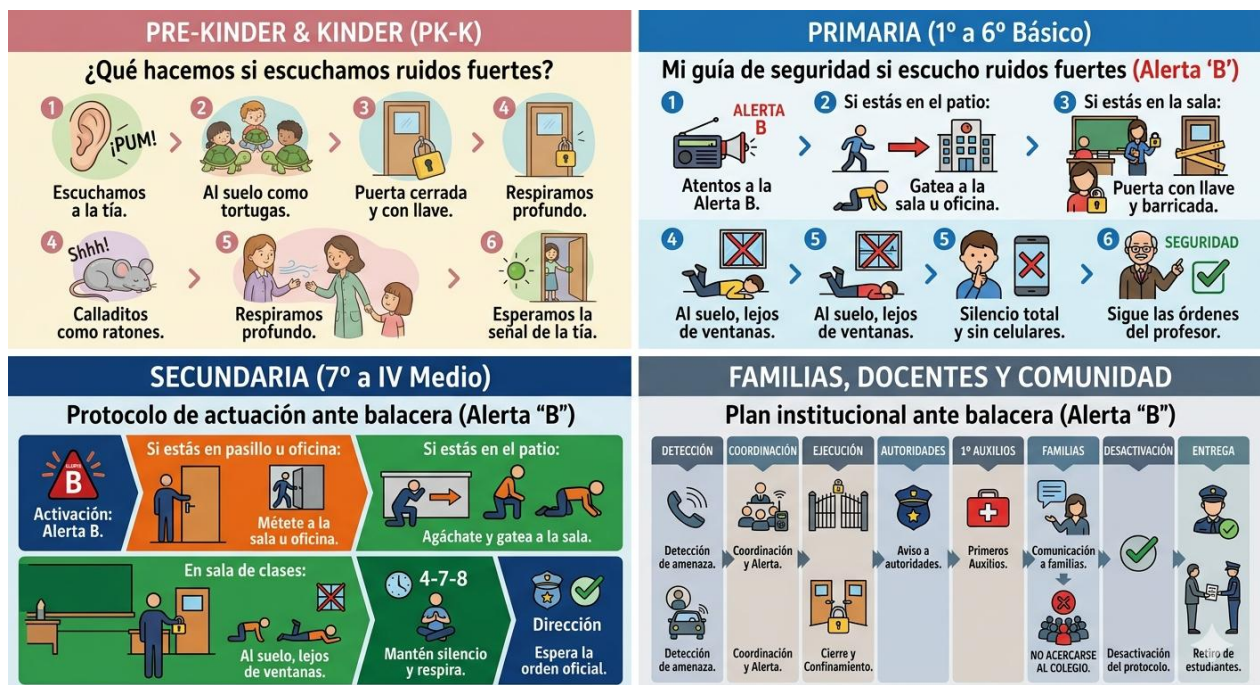 PRE-KINDER & KINDER (PK-K)
¿Qué hacemos si escuchamos ruidos fuertes?
1
¡PUM!
Escuchamos
a la tía.
2
Al suelo como
tortugas.
3
Puerta cerrada
y con llave.
4
Respiramos
profundo.
4
Shhh!
Calladitos
como ratones.
5
Respiramos
profundo.
6
Esperamos la
señal de la tía.
PRIMARIA (1º a 6º Básico)
Mi guía de seguridad si escucho ruidos fuertes (Alerta ‘B’)
1
ALERTA
B
Atentos a la
Alerta B.
2
Si estás en el patio:
Gatea a la
sala u oficina.
3
Si estás en la sala:
Puerta con llave
y barricada.
4
Al suelo, lejos
de ventanas.
5
Al suelo, lejos
de ventanas.
5
Silencio total
y sin celulares.
6
SEGURIDAD
Sigue las órdenes
del profesor.
SECUNDARIA (7º a IV Medio)
Protocolo de actuación ante balacera (Alerta “B”)
B
Activación:
Alerta B.
Si estás en pasillo u oficina:
Métete a la
sala u oficina.
Si estás en el patio:
Agáchate y gatea a la sala.
En sala de clases:
Al suelo, lejos
de ventanas.
4-7-8
Mantén silencio
y respira.
Dirección
Espera la
orden oficial.
FAMILIAS, DOCENTES Y COMUNIDAD
Plan institucional ante balacera (Alerta “B”)
DETECCIÓN
COORDINACIÓN
EJECUCIÓN
AUTORIDADES
1º AUXILIOS
FAMILIAS
DESACTIVACIÓN
ENTREGA
Detección
de amenaza.
Coordinación
y Alerta.
Aviso a
autoridades.
Primeros
Auxitios.
Comunicación
a familias.
Detección
de amenaza.
Coordinación
y Alerta.
Cierre y
Confinamiento.
NO ACERCARSE
AL COLEGIO.
Desactivación
del protocolo.
Retiro de
estudiantes.